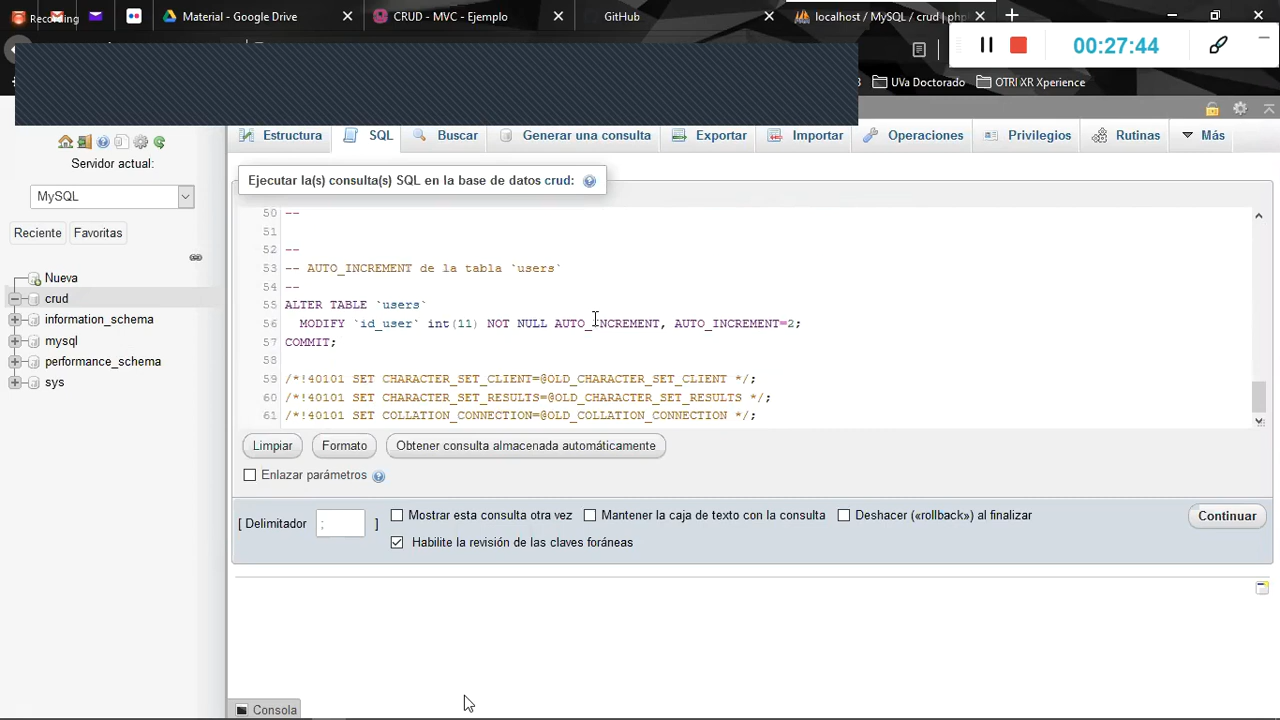 Recording
Material - Google Drive
CRUD - MVC - Ejemplo
GitHub
localhost / MySQL / crud | php
00:27:44
UVa Doctorado
OTRI XR Xperience
Estructura
SQL
Buscar
Generar una consulta
Exportar
Importar
Operaciones
Privilegios
Rutinas
Más
Servidor actual:
MySQL
Reciente
Favoritas
Nueva
crud
information_schema
mysql
performance_schema
sys
Ejecutar la(s) consulta(s) SQL en la base de datos crud:
50 --
51
52 --
53 -- AUTO_INCREMENT de la tabla `users`
54 --
55 ALTER TABLE `users`
56 MODIFY `id_user` int(11) NOT NULL AUTO_INCREMENT, AUTO_INCREMENT=2;
57 COMMIT;
58
59 /*!40101 SET CHARACTER_SET_CLIENT=@OLD_CHARACTER_SET_CLIENT */;
60 /*!40101 SET CHARACTER_SET_RESULTS=@OLD_CHARACTER_SET_RESULTS */;
61 /*!40101 SET COLLATION_CONNECTION=@OLD_COLLATION_CONNECTION */;
Limpiar
Formato
Obtener consulta almacenada automáticamente
Enlazar parámetros
[ Delimitador ; ]
Mostrar esta consulta otra vez
Mantener la caja de texto con la consulta
Deshacer («rollback») al finalizar
Continuar
Habilite la revisión de las claves foráneas
Consola